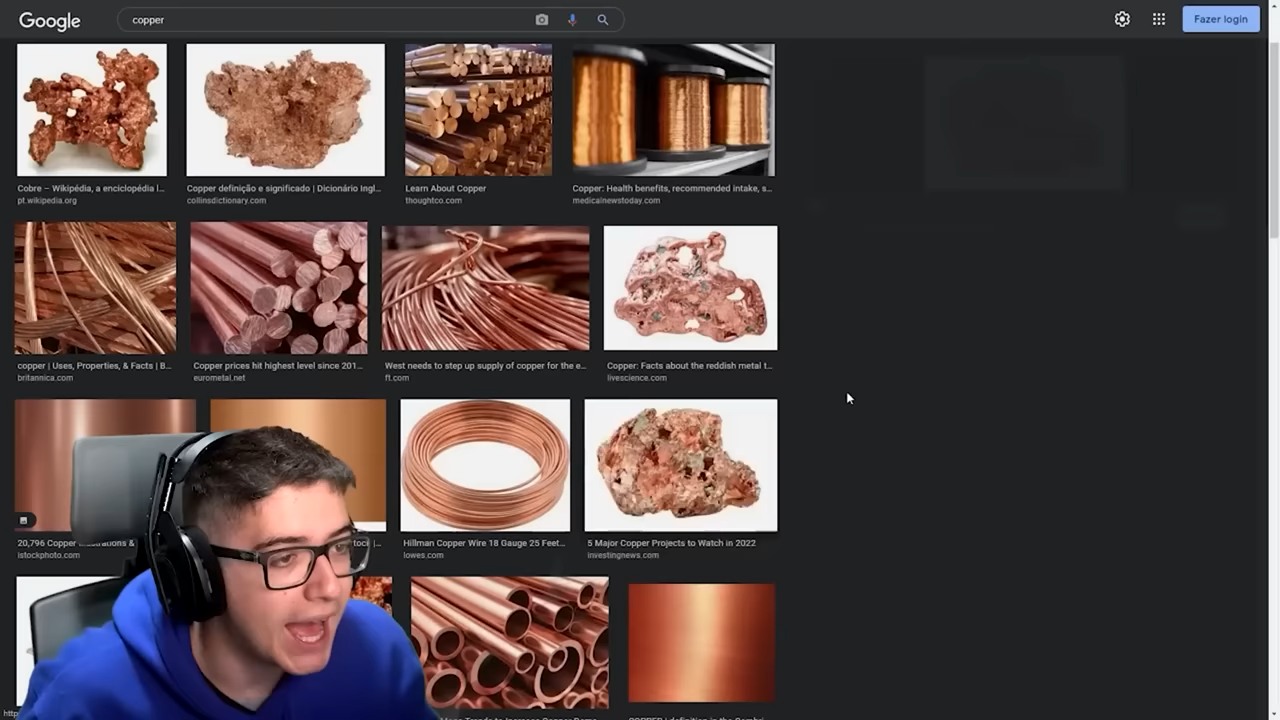 Google
copper
Fazer login
Cobre – Wikipédia, a enciclopédia l...
pt.wikipedia.org
Copper definição e significado | Dicionário Ingl...
collinsdictionary.com
Learn About Copper
thoughtco.com
Copper: Health benefits, recommended intake, s...
medicalnewstoday.com
copper | Uses, Properties, & Facts | B...
britannica.com
Copper prices hit highest level since 201...
eurometal.net
West needs to step up supply of copper for the e...
ft.com
Copper: Facts about the reddish metal t...
livescience.com
20,796 Copper
istockphoto.com
Hillman Copper Wire 18 Gauge 25 Feet...
lowes.com
5 Major Copper Projects to Watch in 2022
investingnews.com